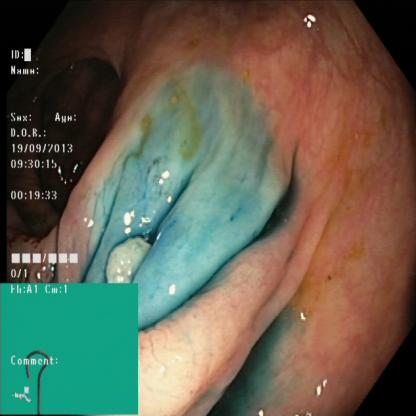 ID:
Name:
Sex: Age:
D.O.B.:
19/09/2013
09:30:15
00:19:33
0/1
Eh:A1 Cm:1
Comment: